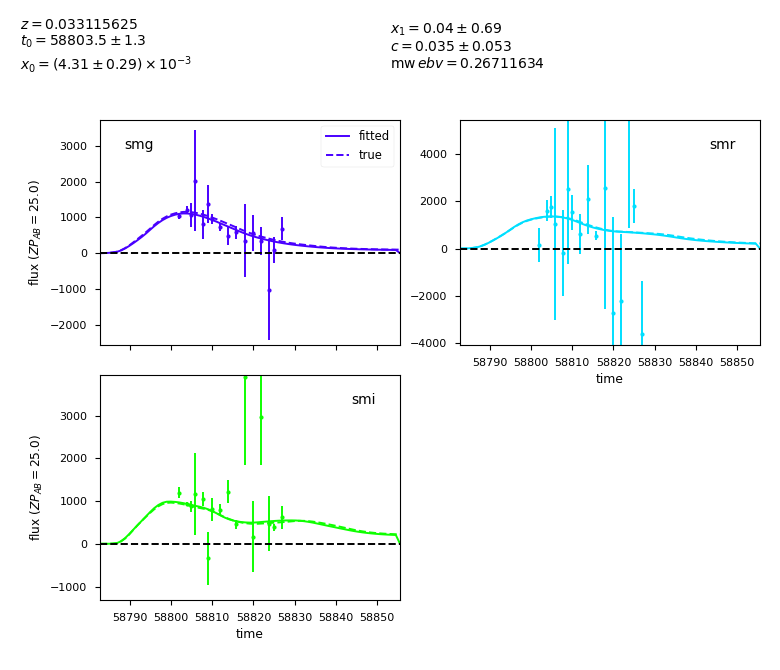 z = 0.033115625
t₀ = 58803.5 ± 1.3
x₀ = (4.31 ± 0.29) × 10⁻³
x₁ = 0.04 ± 0.69
c = 0.035 ± 0.053
mw ebv = 0.26711634
smg
fitted
true
3000
2000
1000
0
−1000
−2000
flux (ZP_AB = 25.0)
smr
4000
2000
0
−2000
−4000
58790 58800 58810 58820 58830 58840 58850
time
smi
3000
2000
1000
0
−1000
flux (ZP_AB = 25.0)
58790 58800 58810 58820 58830 58840 58850
time